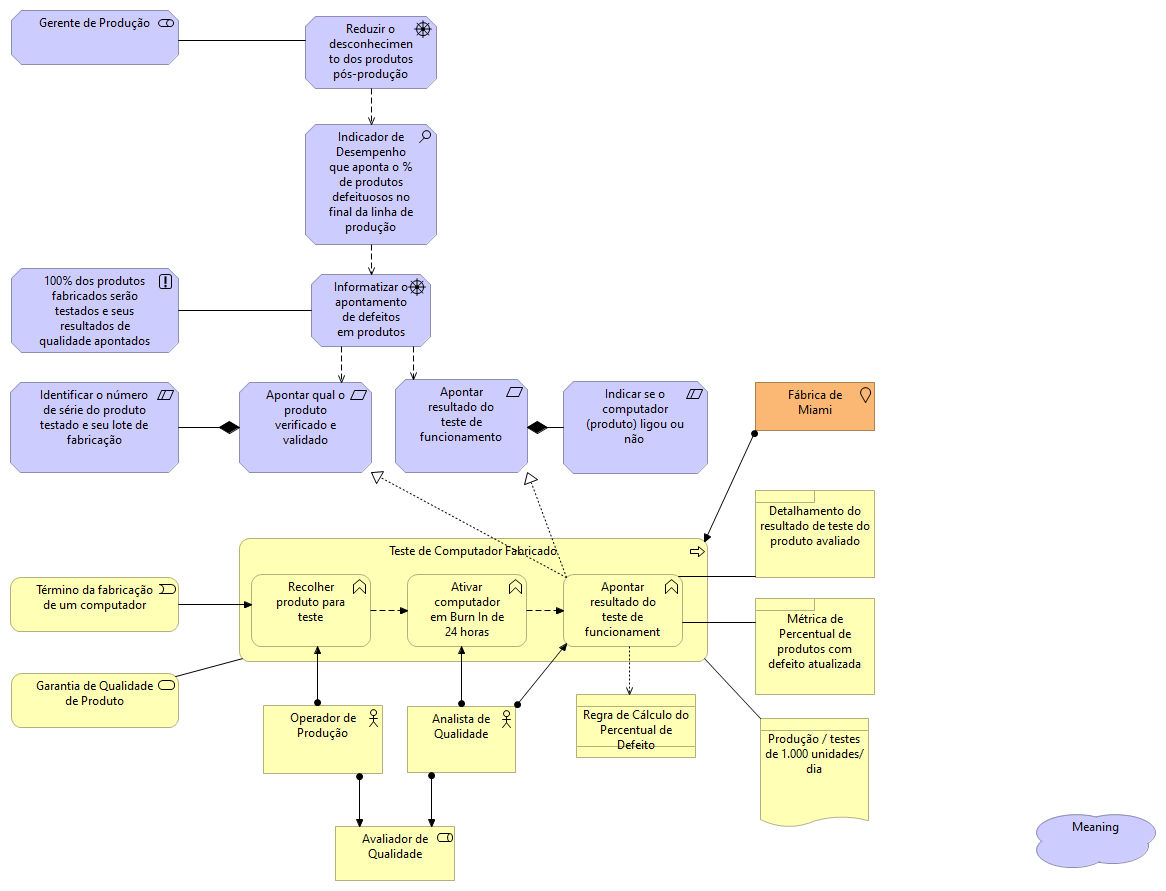 Gerente de Produção
Reduzir o
desconhecimen
to dos produtos
pós-produção
Indicador de
Desempenho
que aponta o %
de produtos
defeituosos no
final da linha de
produção
100% dos produtos
fabricados serão
testados e seus
resultados de
qualidade apontados
Informatizar o
apontamento
de defeitos
em produtos
Identificar o número
de série do produto
testado e seu lote de
fabricação
Apontar qual o
produto
verificado e
validado
Apontar
resultado do
teste de
funcionamento
Indicar se o
computador
(produto) ligou ou
não
Fábrica de
Miami
Detalhamento do
resultado de teste do
produto avaliado
Teste de Computador Fabricado
Término da fabricação
de um computador
Recolher
produto para
teste
Ativar
computador
em Burn In de
24 horas
Apontar
resultado do
teste de
funcionament
Métrica de
Percentual de
produtos com
defeito atualizada
Garantia de Qualidade
de Produto
Operador de
Produção
Analista de
Qualidade
Regra de Cálculo do
Percentual de
Defeito
Produção / testes
de 1.000 unidades/
dia
Avaliador de
Qualidade
Meaning